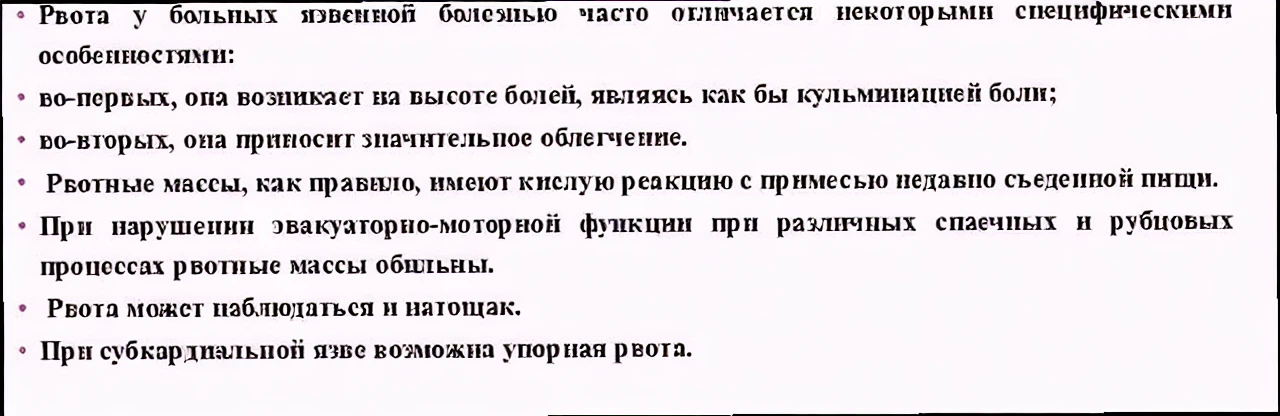 • Рвота у больных язвенной болезнью часто отличается некоторыми специфическими
особенностями:
• во-первых, она возникает на высоте болей, являясь как бы кульминацией боли;
• во-вторых, она приносит значительное облегчение.
• Рвотные массы, как правило, имеют кислую реакцию с примесью недавно съеденной пищи.
• При нарушении эвакуаторно-моторной функции при различных спаечных и рубцовых
процессах рвотные массы обильны.
• Рвота может наблюдаться и натощак.
• При субкардиальной язве возможна упорная рвота.